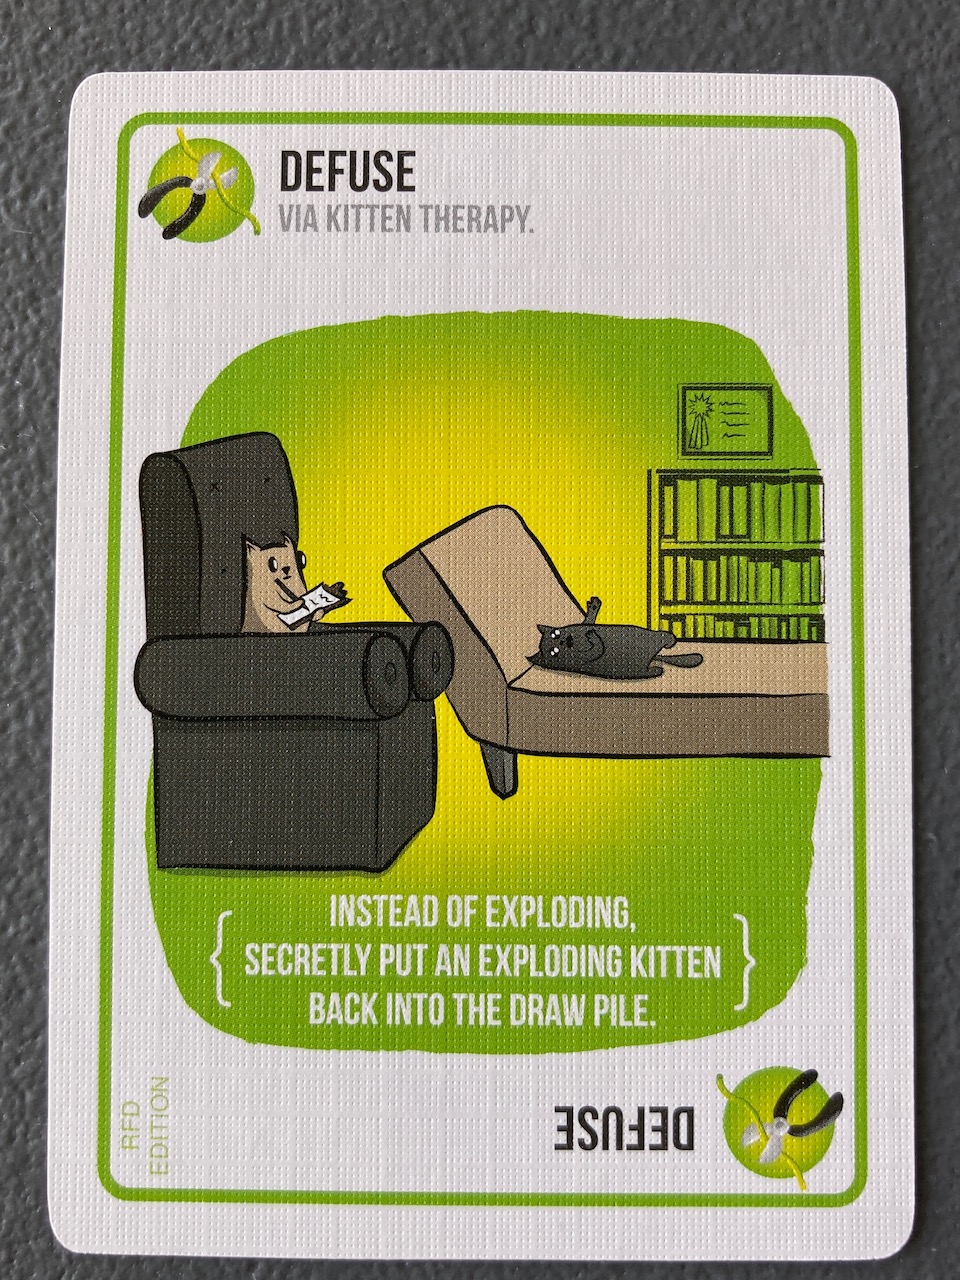 DEFUSE
VIA KITTEN THERAPY.
INSTEAD OF EXPLODING,
SECRETLY PUT AN EXPLODING KITTEN
BACK INTO THE DRAW PILE.
RFD
EDITION
DEFUSE